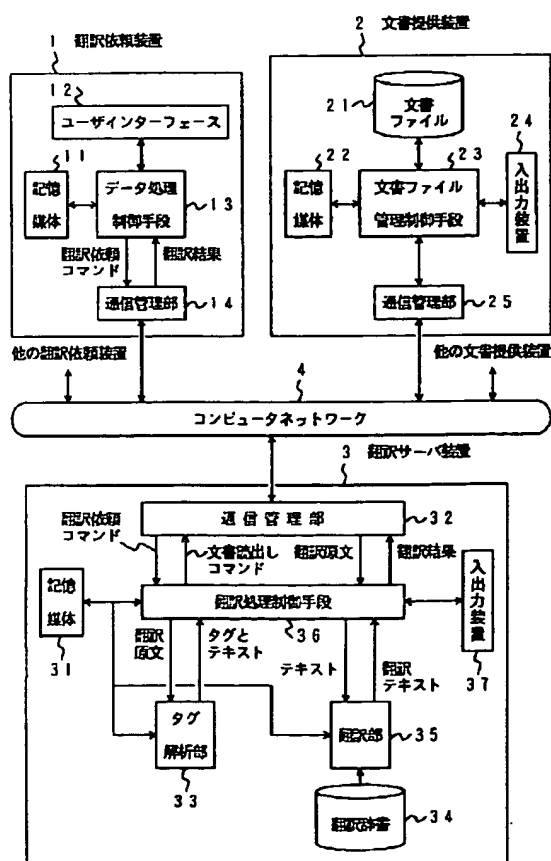 1 翻訳依頼装置
12
ユーザインターフェース
11
記憶
媒体
データ処理
制御手段
13
翻訳依頼
コマンド
翻訳結果
通信管理部
14
他の翻訳依頼装置
2 文書提供装置
21
文書
ファイル
22
記憶
媒体
23
文書ファイル
管理制御手段
24
入出力装置
通信管理部
25
他の文書提供装置
4
コンピュータネットワーク
3 翻訳サーバ装置
通信管理部
32
翻訳依頼
コマンド
文書読出し
コマンド
翻訳原文
翻訳結果
記憶
媒体
31
翻訳処理制御手段
36
入出力装置
37
翻訳
原文
タグと
テキスト
テキスト
翻訳
テキスト
タグ
解析部
33
翻訳部
35
翻訳辞書
34